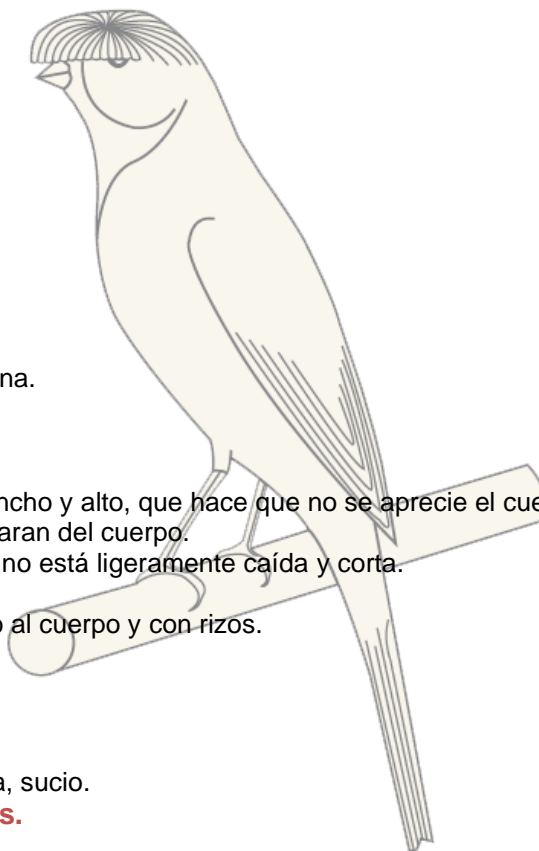 na.
ncho y alto, que hace que no se aprecie el cue
aran del cuerpo.
no está ligeramente caída y corta.
o al cuerpo y con rizos.
a, sucio.
s.